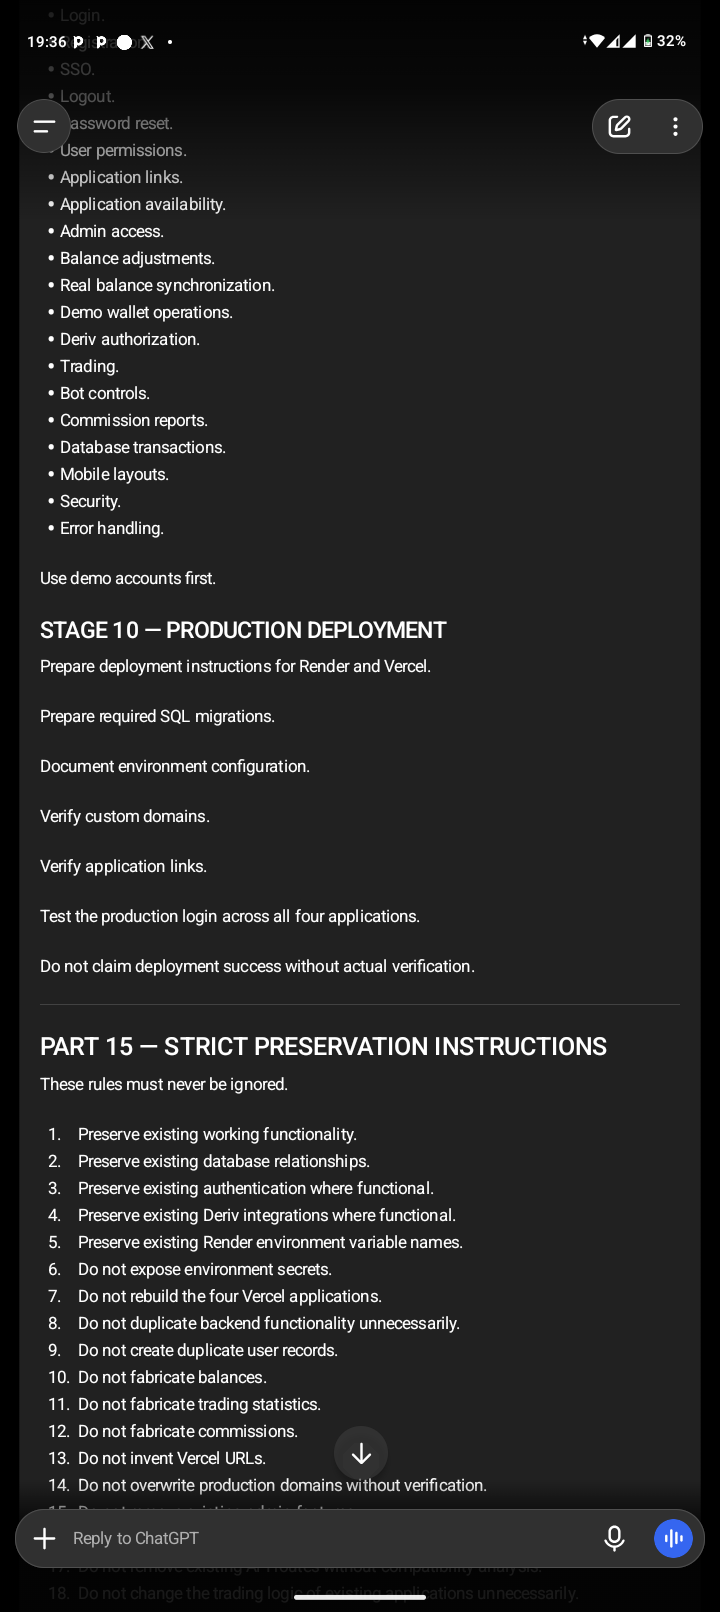 • Login.
19:36
32%
• SSO.
• Logout.
assword reset.
• User permissions.
• Application links.
• Application availability.
• Admin access.
• Balance adjustments.
• Real balance synchronization.
• Demo wallet operations.
• Deriv authorization.
• Trading.
• Bot controls.
• Commission reports.
• Database transactions.
• Mobile layouts.
• Security.
• Error handling.
Use demo accounts first.
STAGE 10 — PRODUCTION DEPLOYMENT
Prepare deployment instructions for Render and Vercel.
Prepare required SQL migrations.
Document environment configuration.
Verify custom domains.
Verify application links.
Test the production login across all four applications.
Do not claim deployment success without actual verification.
PART 15 — STRICT PRESERVATION INSTRUCTIONS
These rules must never be ignored.
1. Preserve existing working functionality.
2. Preserve existing database relationships.
3. Preserve existing authentication where functional.
4. Preserve existing Deriv integrations where functional.
5. Preserve existing Render environment variable names.
6. Do not expose environment secrets.
7. Do not rebuild the four Vercel applications.
8. Do not duplicate backend functionality unnecessarily.
9. Do not create duplicate user records.
10. Do not fabricate balances.
11. Do not fabricate trading statistics.
12. Do not fabricate commissions.
13. Do not invent Vercel URLs.
14. Do not overwrite production domains without verification.
Reply to ChatGPT
18. Do not change the trading logic of existing applications unnecessarily.